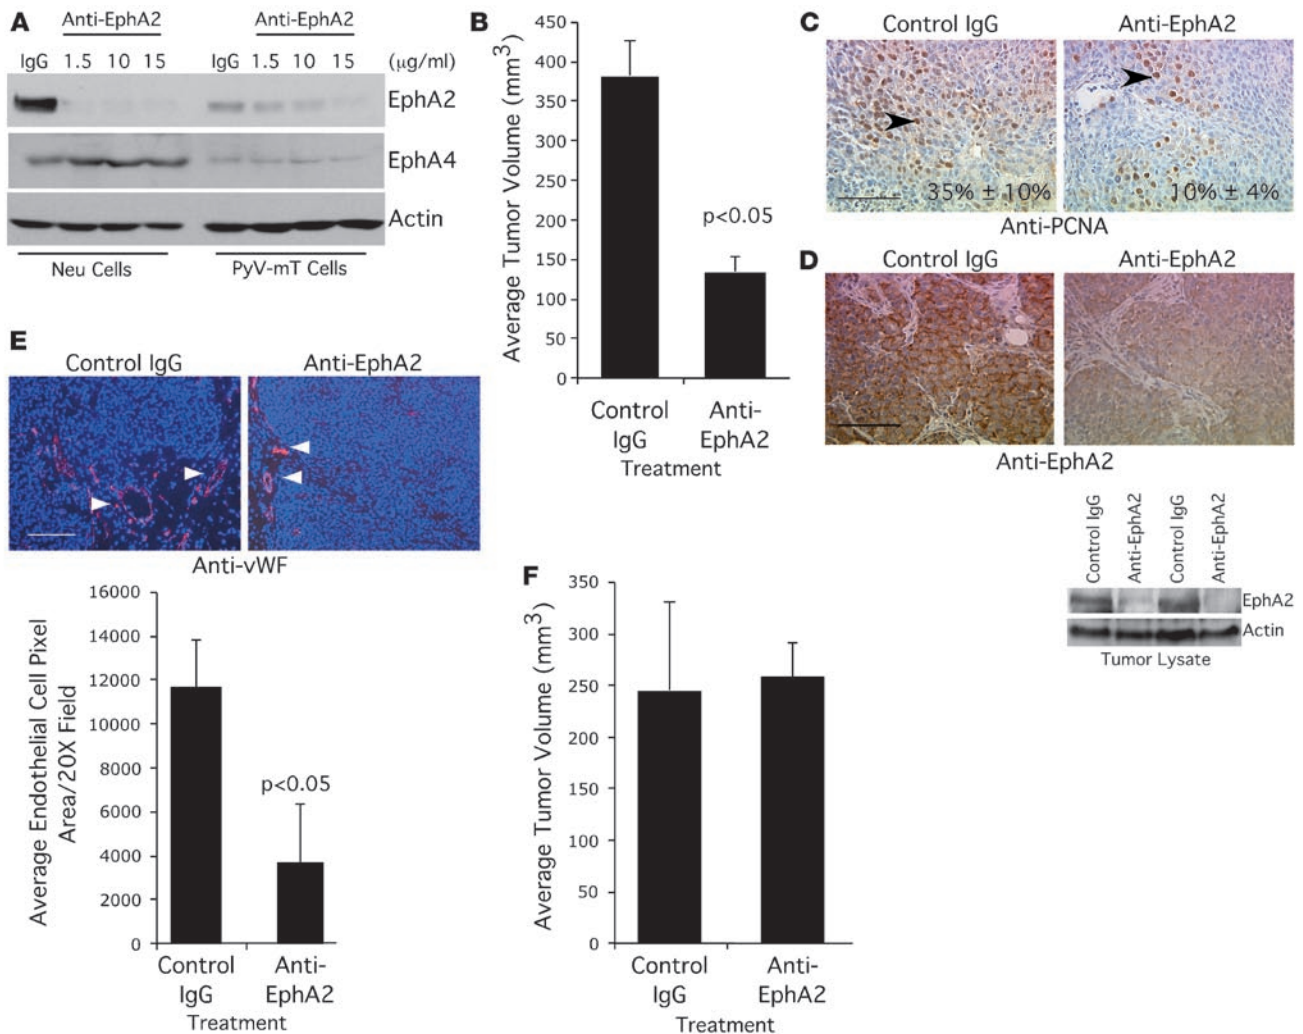 A
Anti-EphA2 Anti-EphA2
IgG 1.5 10 15 IgG 1.5 10 15 (µg/ml)
EphA2
EphA4
Actin
Neu Cells PyV-mT Cells
B
Average Tumor Volume (mm³)
450
400
350
300
250
200
150
100
50
0
p<0.05
Control IgG
Anti-EphA2
Treatment
C
Control IgG Anti-EphA2
35% ± 10% 10% ± 4%
Anti-PCNA
D
Control IgG Anti-EphA2
Anti-EphA2
Control IgG
Anti-EphA2
Control IgG
Anti-EphA2
EphA2
Actin
Tumor Lysate
E
Control IgG Anti-EphA2
Anti-vWF
Average Endothelial Cell Pixel
Area/20X Field
16000
14000
12000
10000
8000
6000
4000
2000
0
p<0.05
Control Anti-
IgG EphA2
Treatment
F
Average Tumor Volume (mm³)
350
300
250
200
150
100
50
0
Control Anti-
IgG EphA2
Treatment